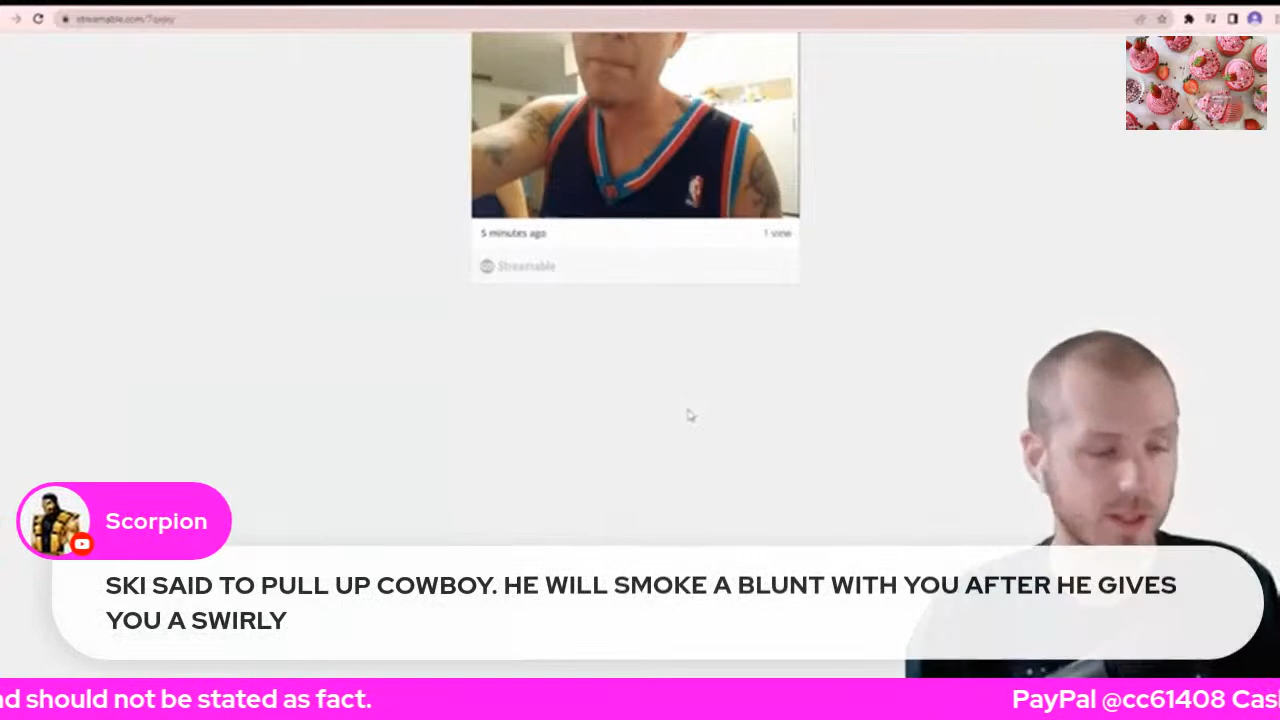 5 minutes ago
1 view
Streamable
Scorpion
SKI SAID TO PULL UP COWBOY. HE WILL SMOKE A BLUNT WITH YOU AFTER HE GIVES
YOU A SWIRLY
nd should not be stated as fact.
PayPal @cc61408 Cas